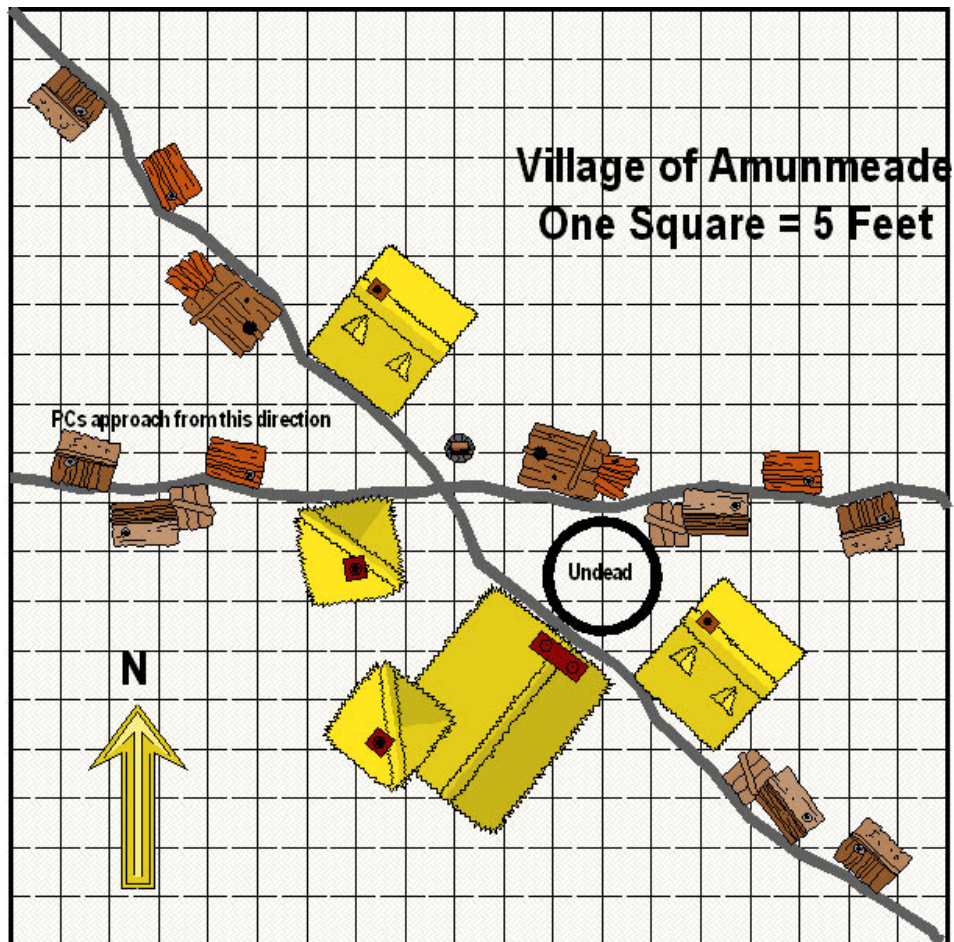 Village of Amunmeade
One Square = 5 Feet
PCs approach from this direction
Undead
N